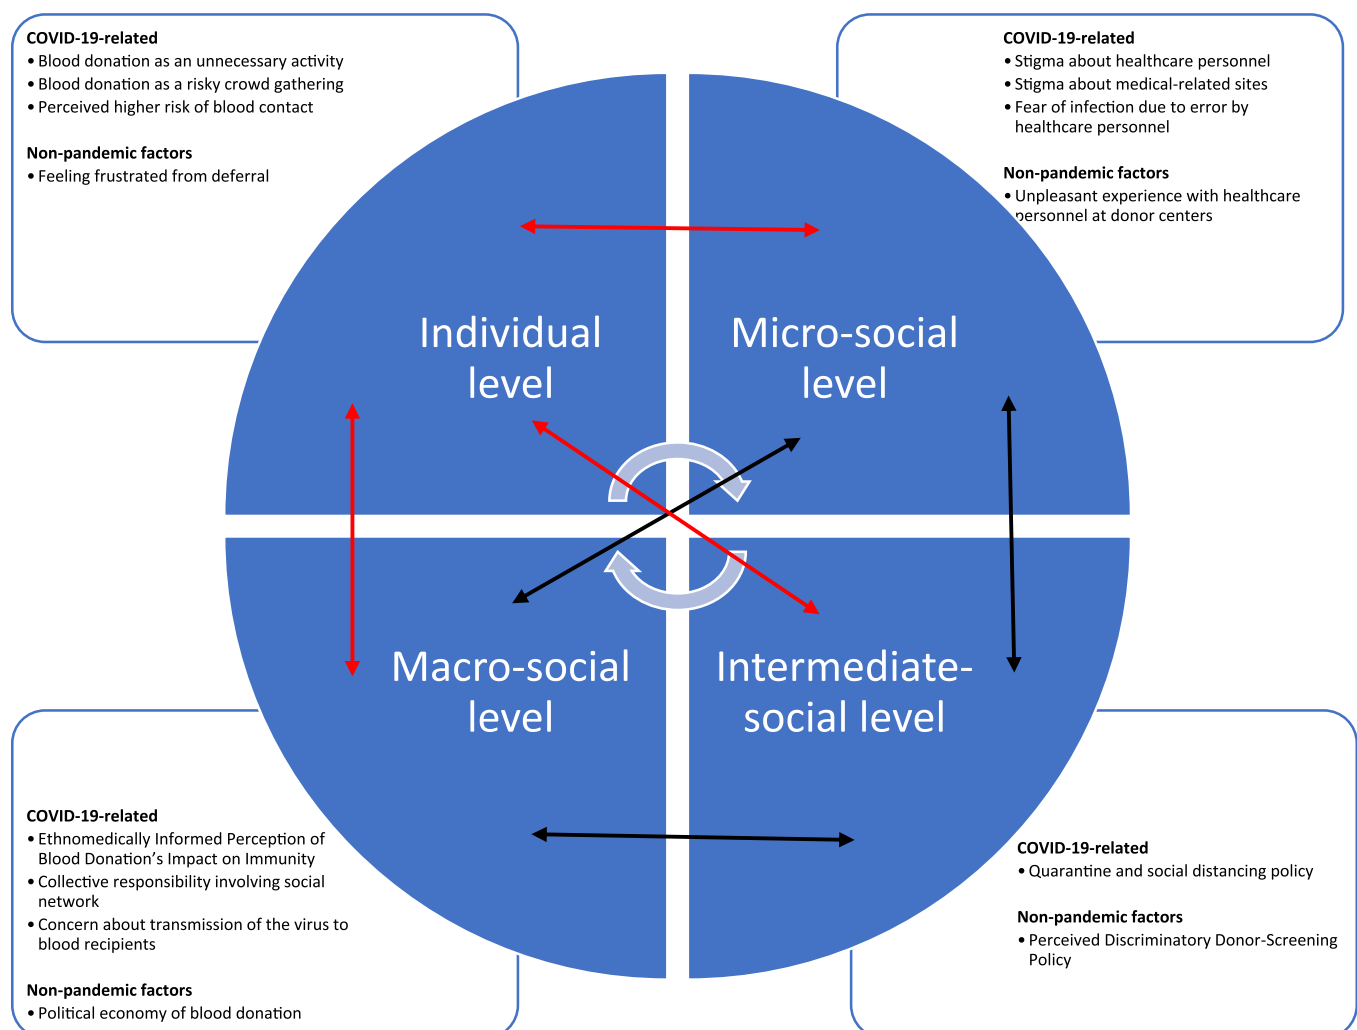 COVID-19-related
• Blood donation as an unnecessary activity
• Blood donation as a risky crowd gathering
• Perceived higher risk of blood contact
Non-pandemic factors
• Feeling frustrated from deferral
COVID-19-related
• Stigma about healthcare personnel
• Stigma about medical-related sites
• Fear of infection due to error by
healthcare personnel
Non-pandemic factors
• Unpleasant experience with healthcare
personnel at donor centers
Individual
level
Micro-social
level
Macro-social
level
Intermediate-
social level
COVID-19-related
• Ethnomedically Informed Perception of
Blood Donation’s Impact on Immunity
• Collective responsibility involving social
network
• Concern about transmission of the virus to
blood recipients
Non-pandemic factors
• Political economy of blood donation
COVID-19-related
• Quarantine and social distancing policy
Non-pandemic factors
• Perceived Discriminatory Donor-Screening
Policy